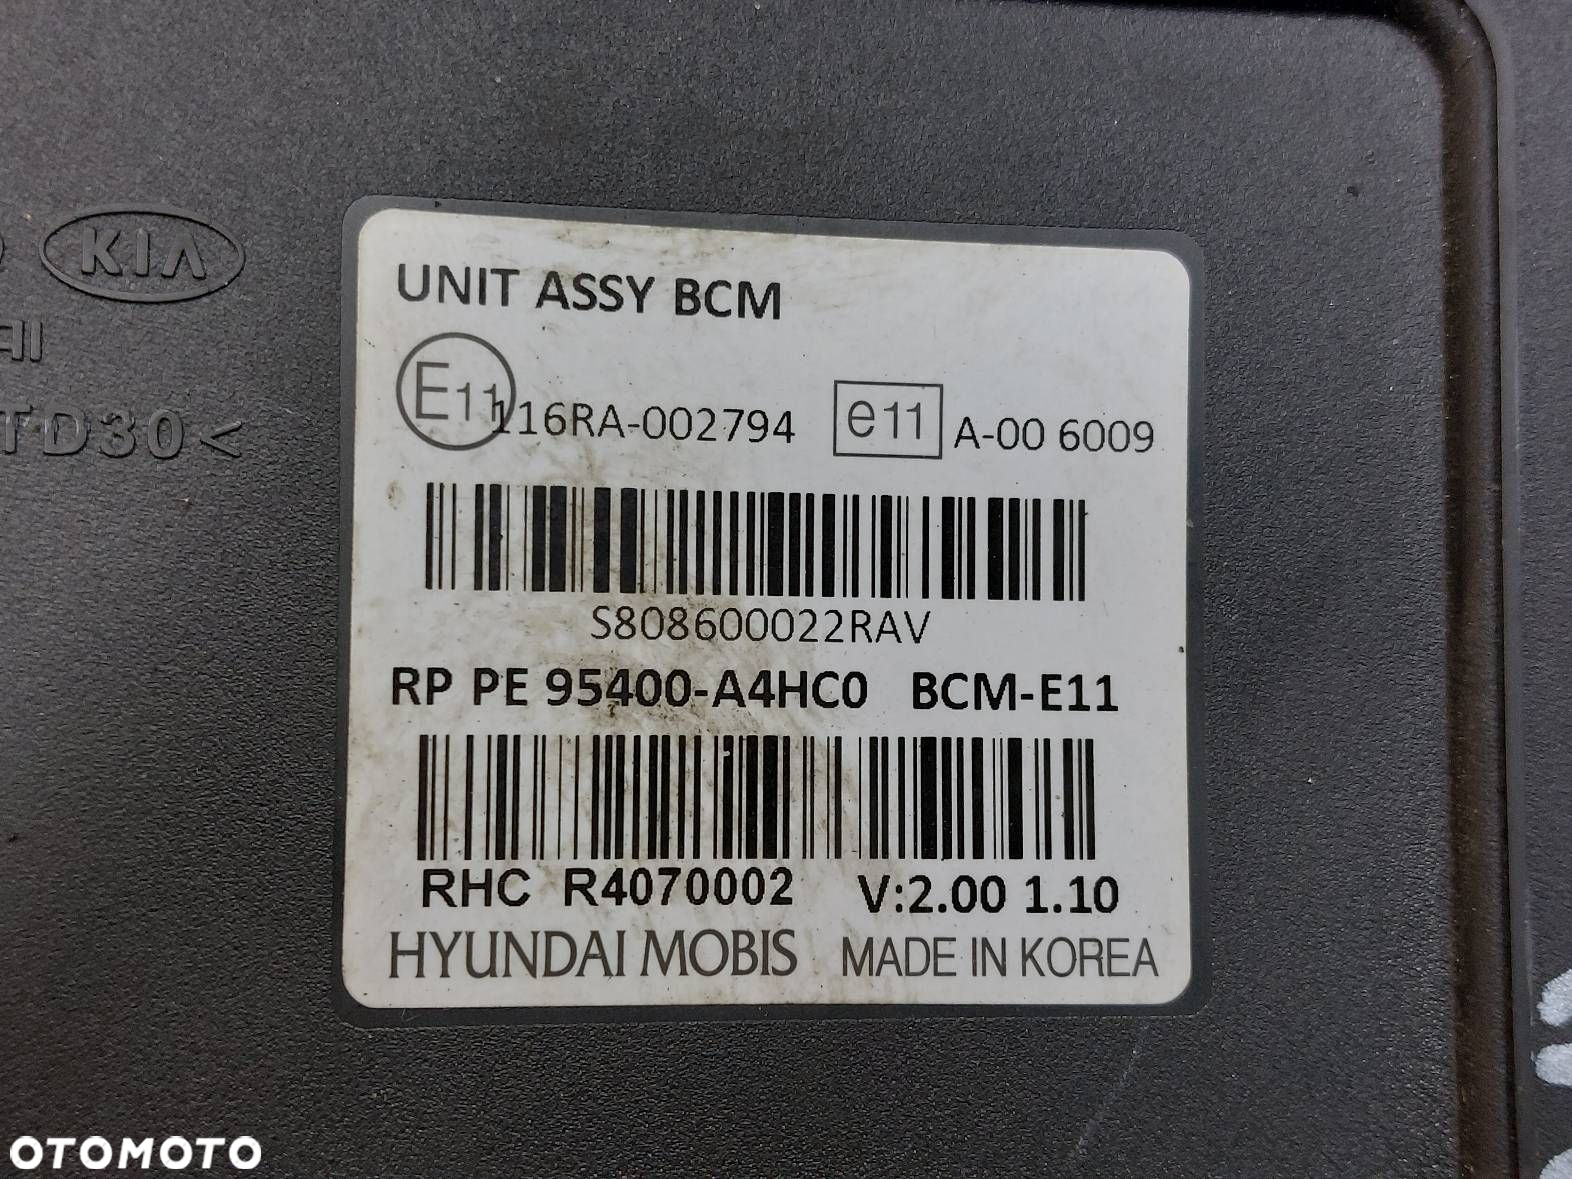 KIA
TD30<
UNIT ASSY BCM
E11 116RA-002794 e11 A-00 6009
S808600022RAV
RP PE 95400-A4HC0 BCM-E11
RHC R4070002 V:2.00 1.10
HYUNDAI MOBIS MADE IN KOREA
OTOMOTO